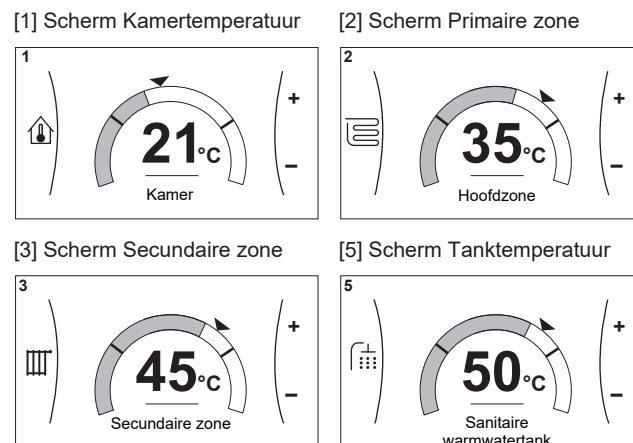 [1] Scherm Kamertemperatuur
1
21°C
+
−
Kamer
[2] Scherm Primaire zone
2
35°C
+
−
Hoofdzone
[3] Scherm Secundaire zone
3
45°C
+
−
Secundaire zone
[5] Scherm Tanktemperatuur
5
50°C
+
−
Sanitaire
warmwatertank